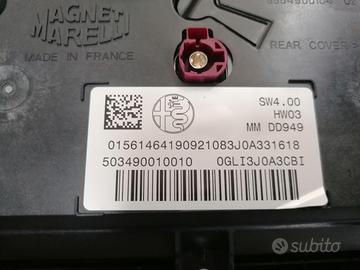 MAGNETI
MARELLI
MADE IN FRANCE
REAR COVER
SW4.00
HW03
MM DD949
01561464190921083J0A331618
503490010010
0GLI3J0A3CBI
subito